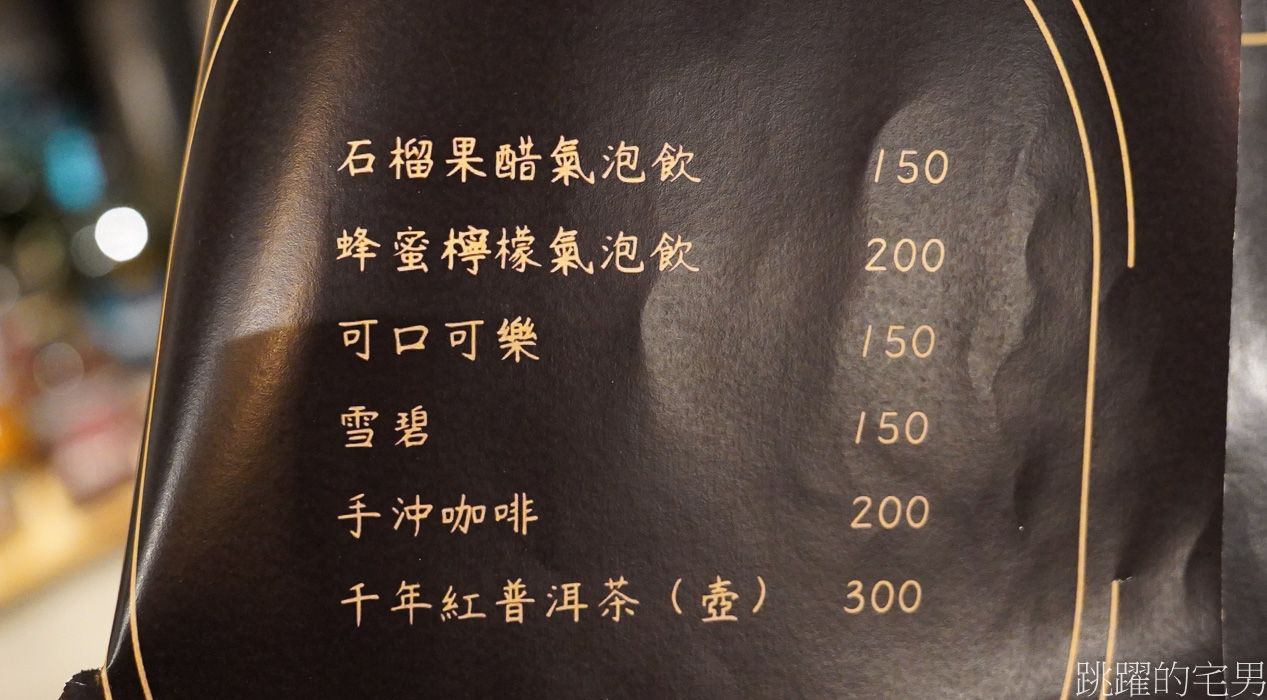 石榴果醋氣泡飲 150
蜂蜜檸檬氣泡飲 200
可口可樂 150
雪碧 150
手沖咖啡 200
千年紅普洱茶（壺） 300
跳躍的宅男